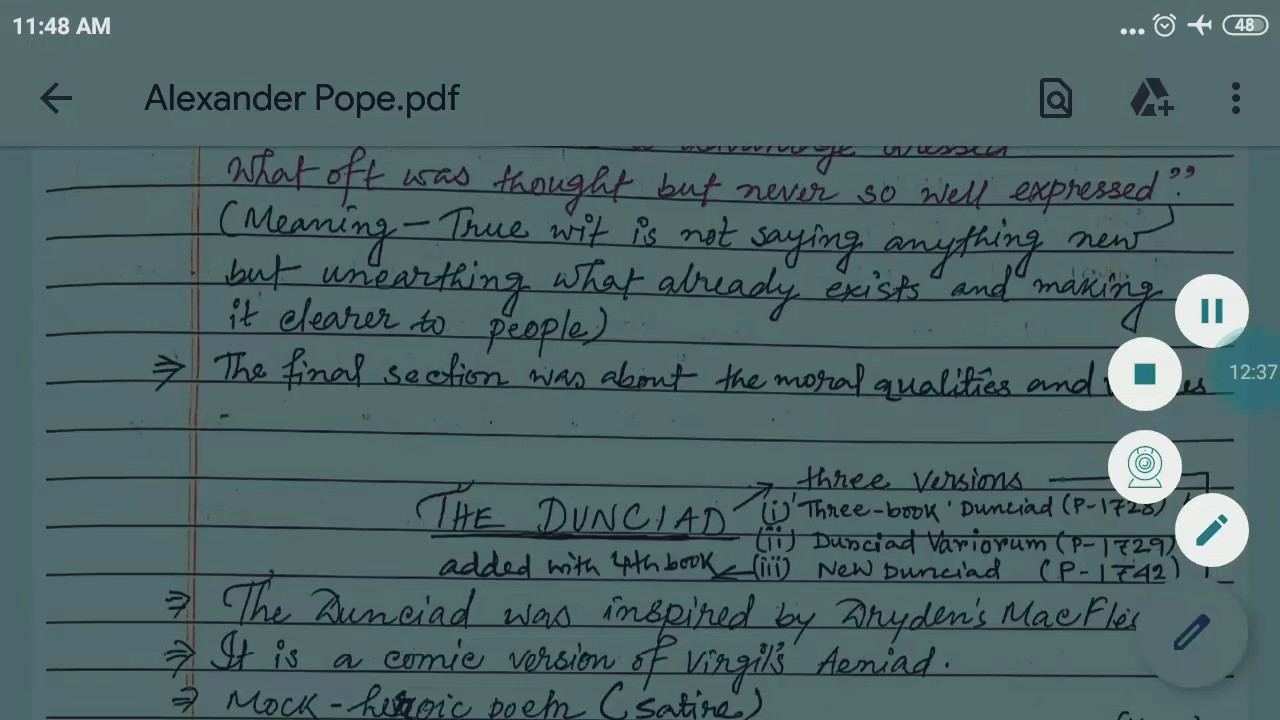 11:48 AM
48
Alexander Pope.pdf
advantage dressed
What oft was thought but never so well expressed”.
(Meaning – True wit is not saying anything new
but unearthing what already exists and making
it clearer to people)
⇒ The final section was about the moral qualities and
12:37
three versions
THE DUNCIAD (i) 'Three-book' Dunciad (P-1728)
(ii) Dunciad Variorum (P-1729)
added with 4th book (iii) New Dunciad (P-1742)
⇒ The Dunciad was inspired by Dryden's MacFlec
⇒ It is a comic version of Virgil's Aeniad.
⇒ Mock-heroic poem (satire)